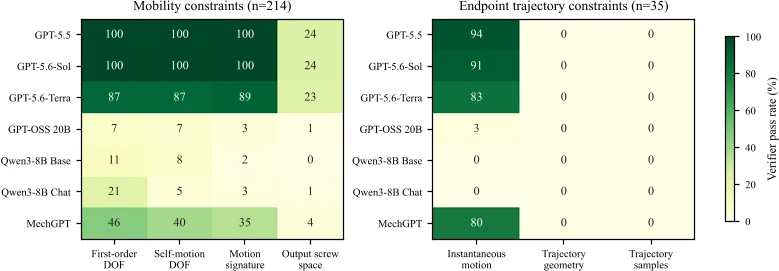 Mobility constraints (n=214)
Endpoint trajectory constraints (n=35)
GPT-5.5 100 100 100 24
GPT-5.6-Sol 100 100 100 24
GPT-5.6-Terra 87 87 89 23
GPT-OSS 20B 7 7 3 1
Qwen3-8B Base 11 8 2 0
Qwen3-8B Chat 21 5 3 1
MechGPT 46 40 35 4
First-order Self-motion Motion Output screw
DOF DOF signature space
GPT-5.5 94 0 0
GPT-5.6-Sol 91 0 0
GPT-5.6-Terra 83 0 0
GPT-OSS 20B 3 0 0
Qwen3-8B Base 0 0 0
Qwen3-8B Chat 0 0 0
MechGPT 80 0 0
Instantaneous Trajectory Trajectory
motion geometry samples
100
80
60
40
20
0
Verifier pass rate (%)